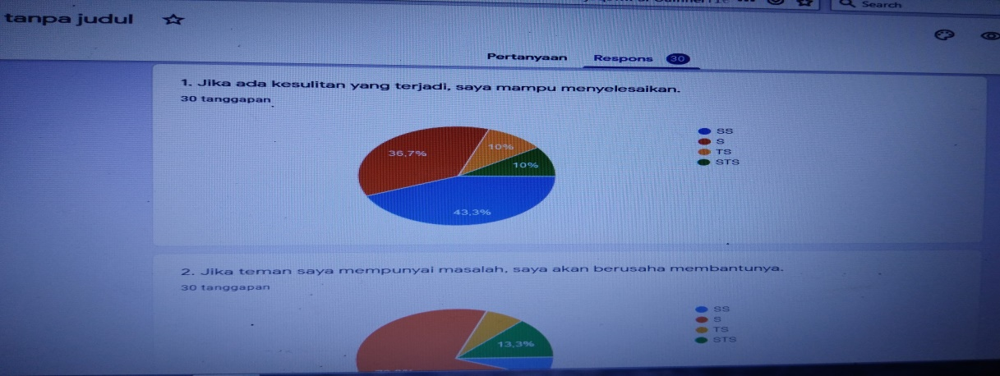 Search
tanpa judul
Pertanyaan
Respons 30
1. Jika ada kesulitan yang terjadi, saya mampu menyelesaikan.
30 tanggapan
36,7%
10%
10%
43,3%
SS
S
TS
STS
2. Jika teman saya mempunyai masalah, saya akan berusaha membantunya.
30 tanggapan
13,3%
SS
S
TS
STS